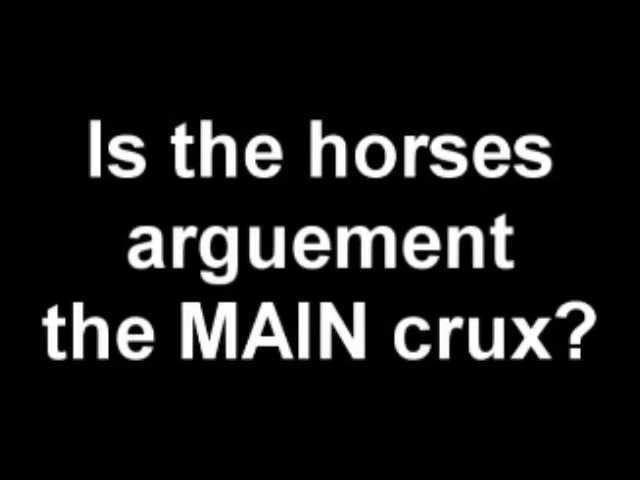 Is the horses
arguement
the MAIN crux?